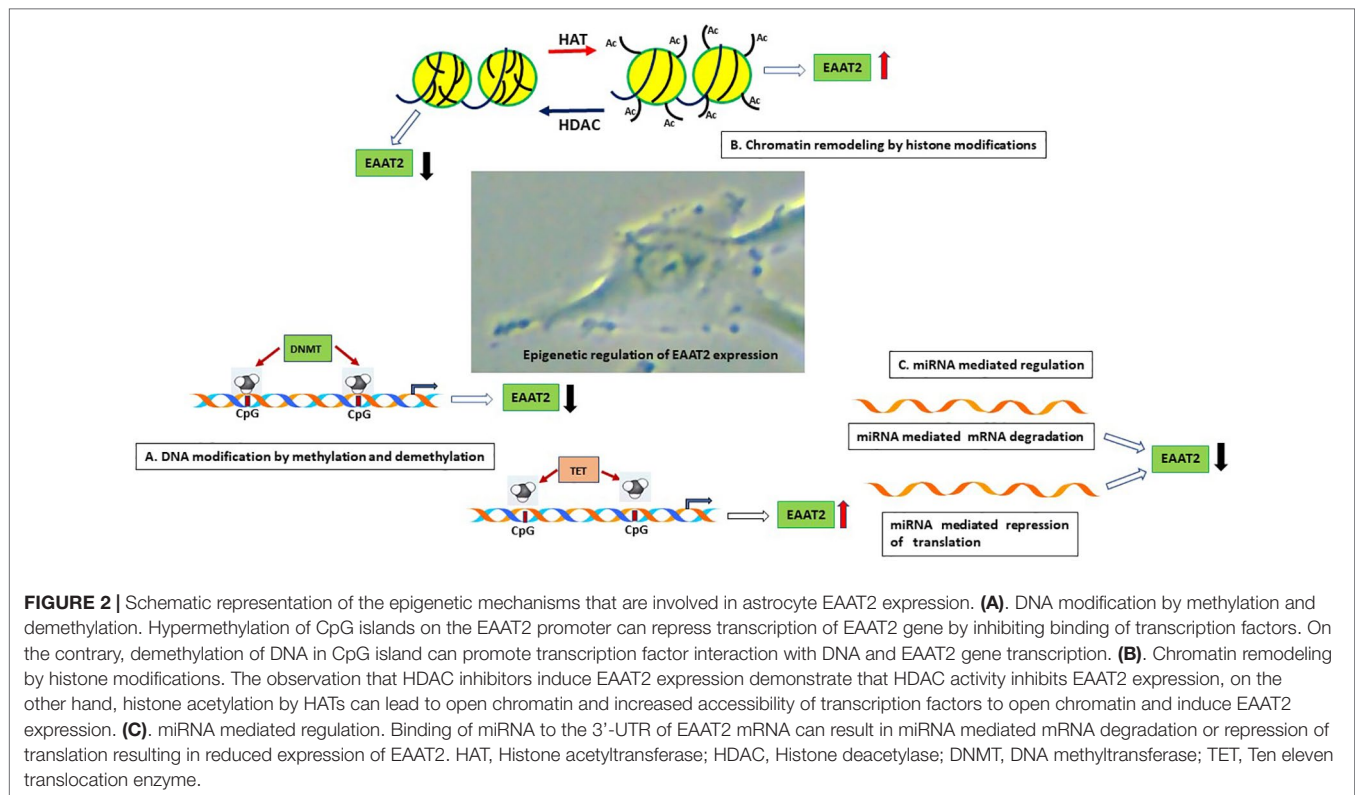 HAT
Ac
Ac
Ac
Ac
EAAT2
Ac
Ac
Ac
Ac
HDAC
B. Chromatin remodeling by histone modifications
EAAT2
Epigenetic regulation of EAAT2 expression
DNMT
CpG
CpG
EAAT2
A. DNA modification by methylation and demethylation
TET
CpG
CpG
EAAT2
C. miRNA mediated regulation
miRNA mediated mRNA degradation
EAAT2
miRNA mediated repression
of translation
FIGURE 2 | Schematic representation of the epigenetic mechanisms that are involved in astrocyte EAAT2 expression. (A). DNA modification by methylation and
demethylation. Hypermethylation of CpG islands on the EAAT2 promoter can repress transcription of EAAT2 gene by inhibiting binding of transcription factors. On
the contrary, demethylation of DNA in CpG island can promote transcription factor interaction with DNA and EAAT2 gene transcription. (B). Chromatin remodeling
by histone modifications. The observation that HDAC inhibitors induce EAAT2 expression demonstrate that HDAC activity inhibits EAAT2 expression, on the
other hand, histone acetylation by HATs can lead to open chromatin and increased accessibility of transcription factors to open chromatin and induce EAAT2
expression. (C). miRNA mediated regulation. Binding of miRNA to the 3’-UTR of EAAT2 mRNA can result in miRNA mediated mRNA degradation or repression of
translation resulting in reduced expression of EAAT2. HAT, Histone acetyltransferase; HDAC, Histone deacetylase; DNMT, DNA methyltransferase; TET, Ten eleven
translocation enzyme.